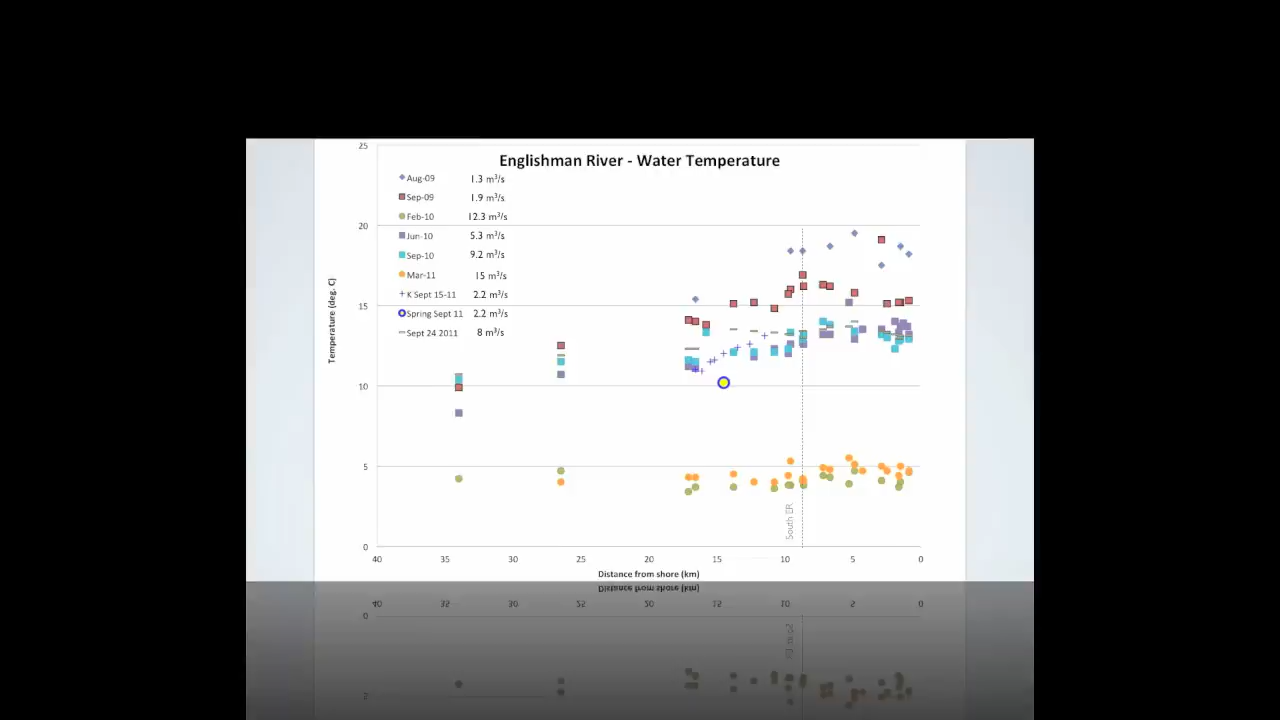 Englishman River - Water Temperature
Aug-09 1.3 m³/s
Sep-09 1.9 m³/s
Feb-10 12.3 m³/s
Jun-10 5.3 m³/s
Sep-10 9.2 m³/s
Mar-11 15 m³/s
K Sept 15-11 2.2 m³/s
Spring Sept 11 2.2 m³/s
Sept 24 2011 8 m³/s
Temperature (deg. C)
25
20
15
10
5
0
South ER
40 35 30 25 20 15 10 5 0
Distance from shore (km)